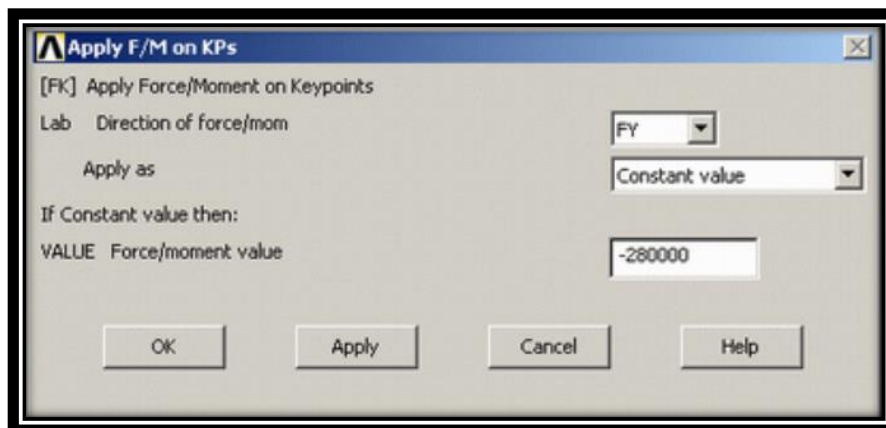 Apply F/M on KPs
[FK] Apply Force/Moment on Keypoints
Lab Direction of force/mom FY
Apply as Constant value
If Constant value then:
VALUE Force/moment value -280000
OK Apply Cancel Help